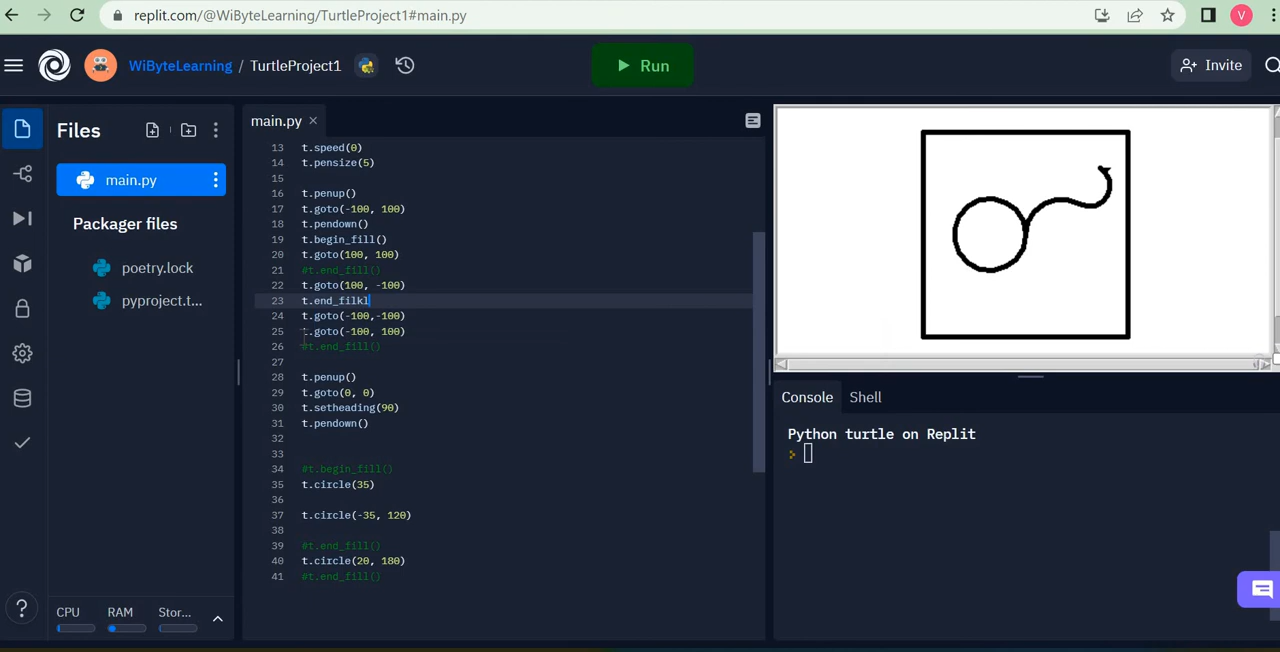 replit.com/@WiByteLearning/TurtleProject1#main.py
V
WiByteLearning / TurtleProject1
Run
Invite
Files
main.py
Packager files
poetry.lock
pyproject.t...
CPU RAM Stor...
?
main.py ×
13 t.speed(0)
14 t.pensize(5)
15
16 t.penup()
17 t.goto(-100, 100)
18 t.pendown()
19 t.begin_fill()
20 t.goto(100, 100)
21 #t.end_fill()
22 t.goto(100, -100)
23 t.end_filkl
24 t.goto(-100,-100)
25 t.goto(-100, 100)
26 #t.end_fill()
27
28 t.penup()
29 t.goto(0, 0)
30 t.setheading(90)
31 t.pendown()
32
33
34 #t.begin_fill()
35 t.circle(35)
36
37 t.circle(-35, 120)
38
39 #t.end_fill()
40 t.circle(20, 180)
41 #t.end_fill()
Console Shell
Python turtle on Replit